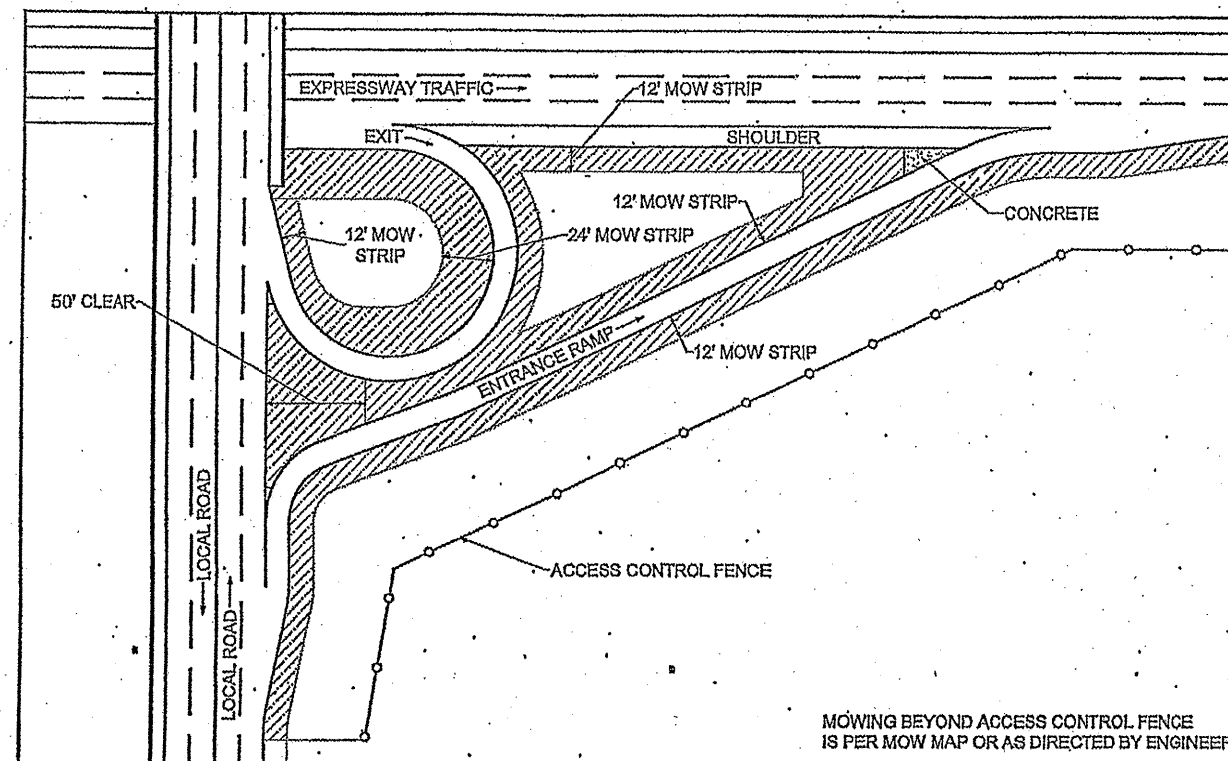 EXPRESSWAY TRAFFIC
12' MOW STRIP
EXIT
SHOULDER
12' MOW STRIP
CONCRETE
12' MOW
STRIP
24' MOW STRIP
50' CLEAR
ENTRANCE RAMP
12' MOW STRIP
LOCAL ROAD
LOCAL ROAD
ACCESS CONTROL FENCE
MOWING BEYOND ACCESS CONTROL FENCE
IS PER MOW MAP OR AS DIRECTED BY ENGINEER